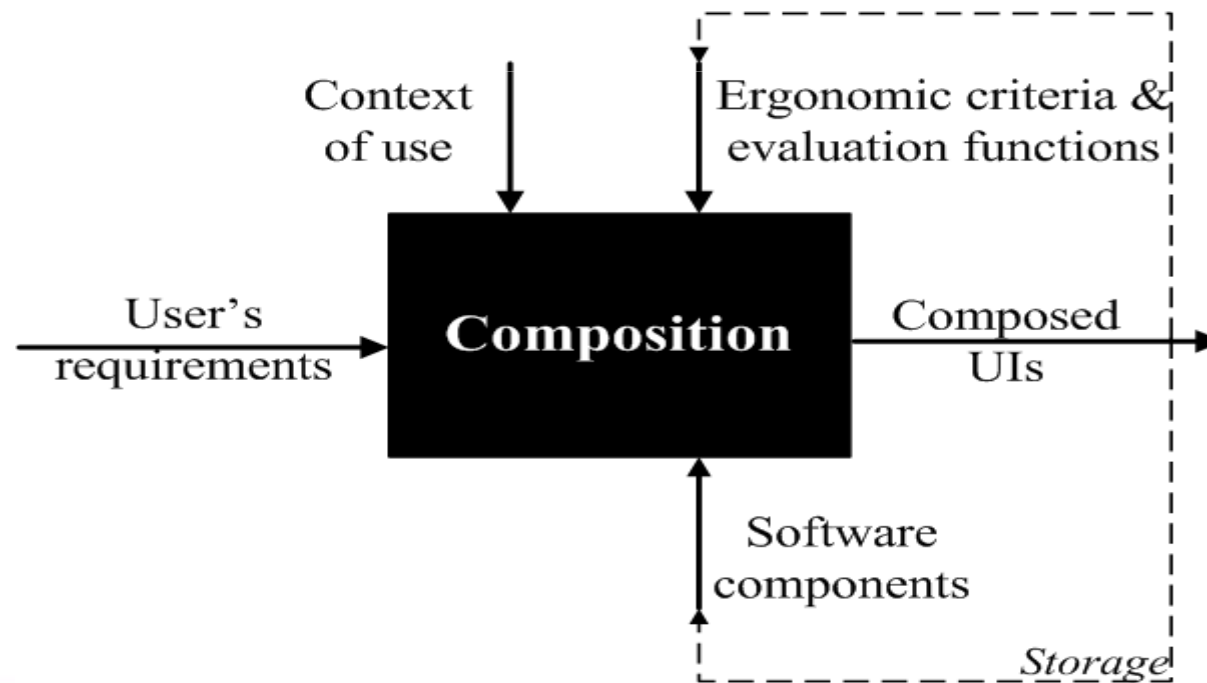 Context
of use
Ergonomic criteria &
evaluation functions
User’s
requirements
Composition
Composed
UIs
Software
components
Storage